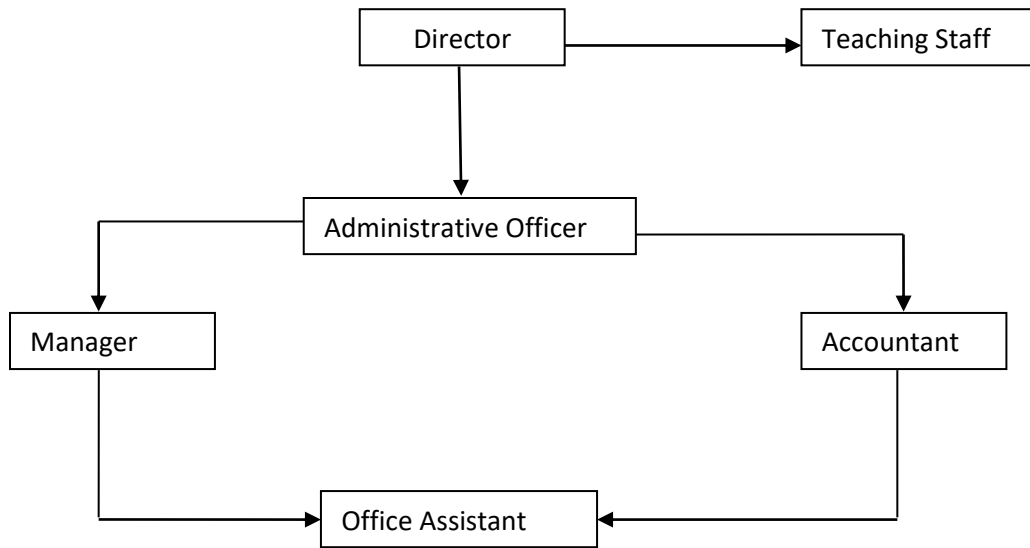 Director
Teaching Staff
Administrative Officer
Manager
Accountant
Office Assistant